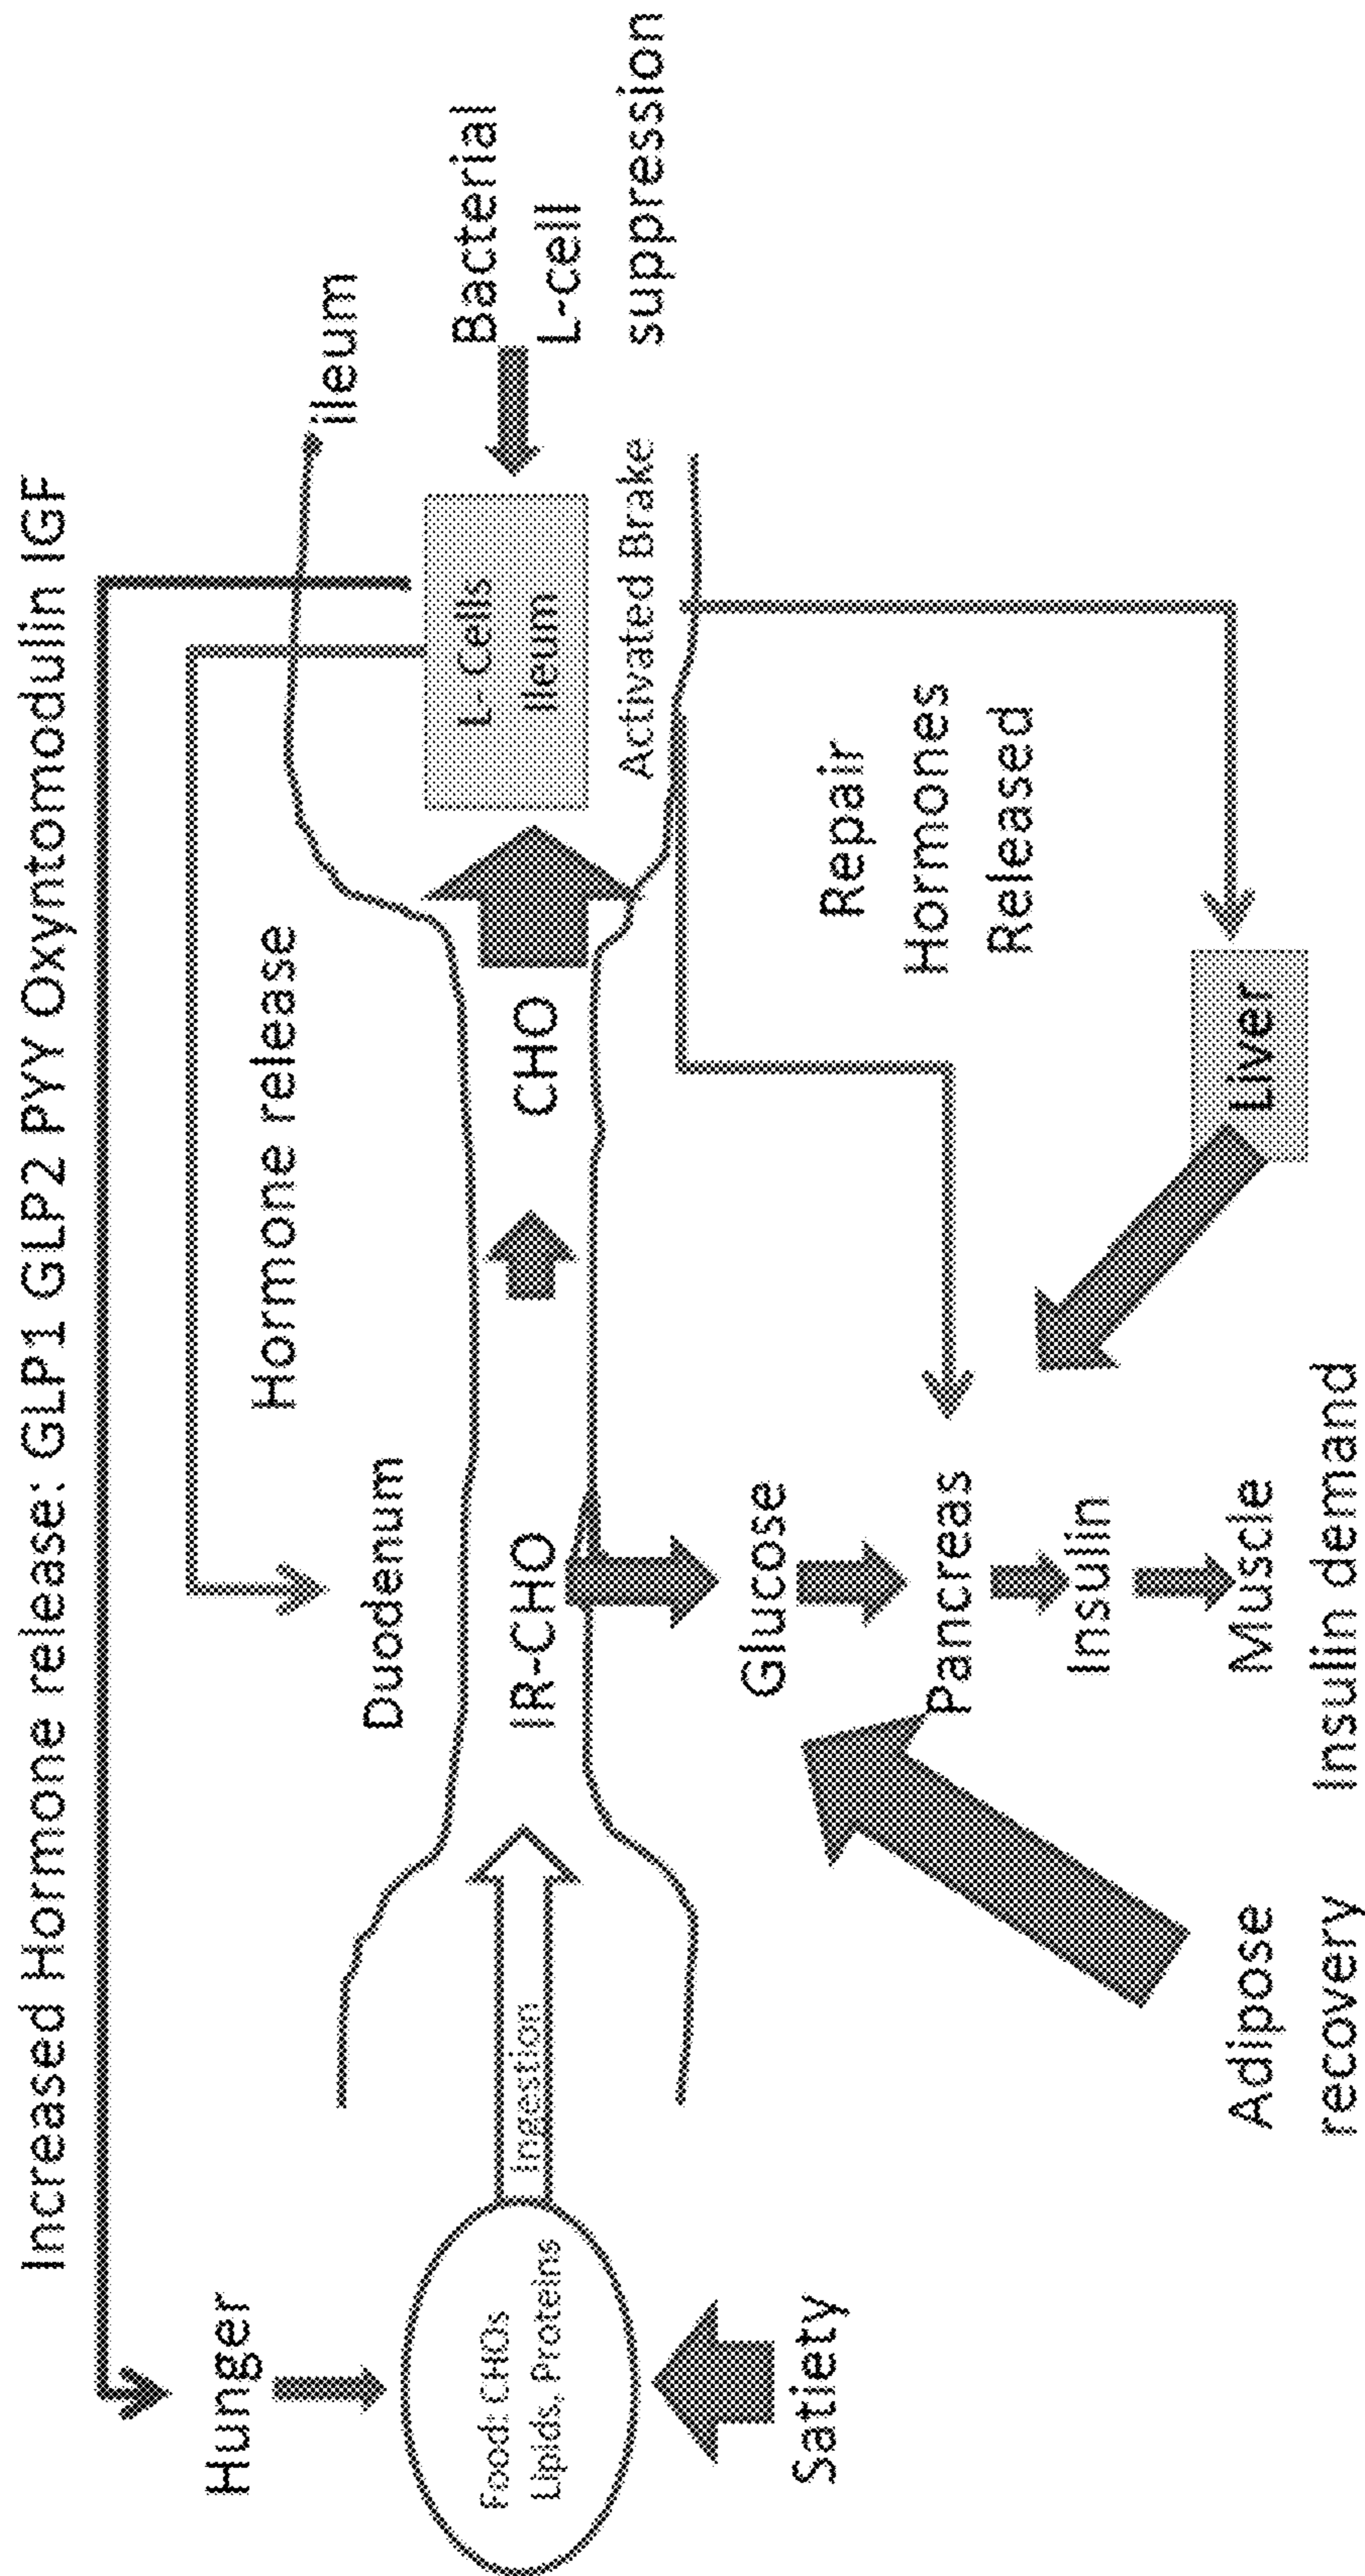 Increased Hormone release: GLP1 GLP2 PYY Oxyntomodulin IGF
Hunger
Hormone release
Duodenum
ileum
Food: CHOs
Lipids, Proteins
Ingestion
IR-CHO
CHO
L- Cells
Ileum
Activated Brake
Bacterial
L-cell
suppression
Satiety
Glucose
Repair
Hormones
Released
Pancreas
Insulin
Muscle
Liver
Adipose
recovery
Insulin demand